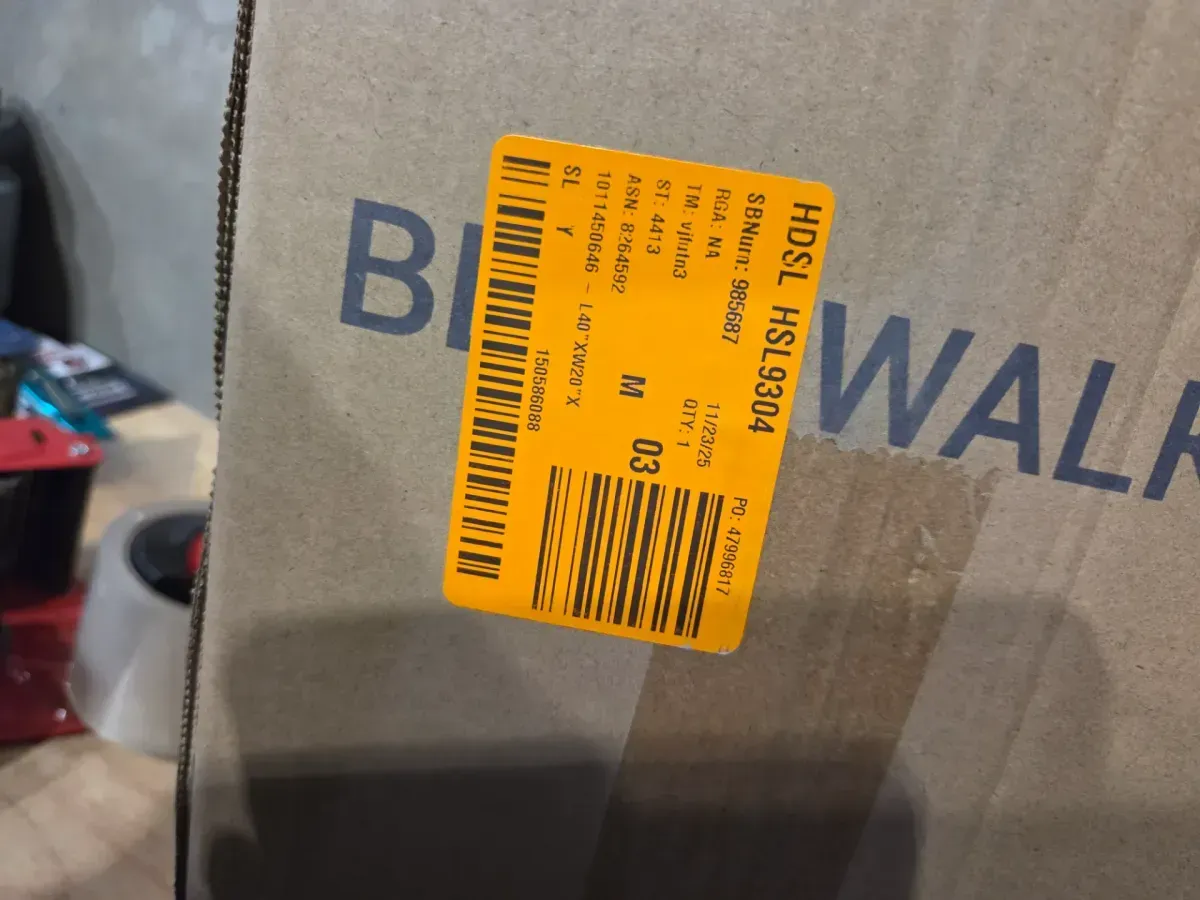 HDSL HSL9304
SBNum: 985687 PO: 47996817
RGA: NA 11/23/25
TM: vjfutn3 QTY: 1
ST: 4413
ASN: 8264592 M 03
1011450646 - L40"XW20"X
SL Y
150586088
WALK